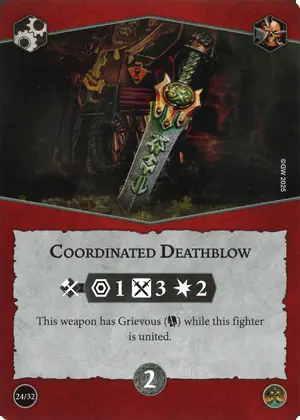 ©GW 2025
COORDINATED DEATHBLOW
1 3 2
This weapon has Grievous () while this fighter
is united.
2
24/32